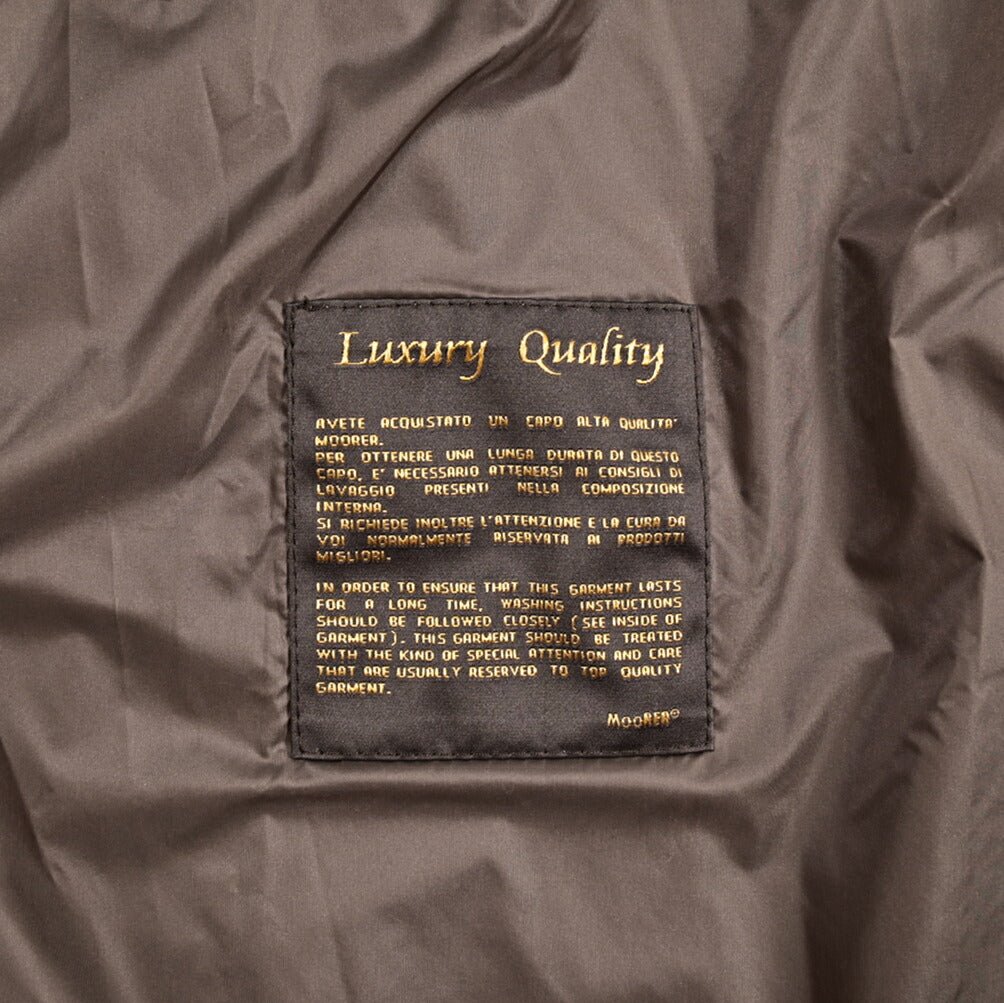 Luxury Quality
AVETE ACQUISTATO UN CAPO ALTA QUALITA'
MOORER.
PER OTTENERE UNA LUNGA DURATA DI QUESTO
CAPO, E' NECESSARIO ATTENERSI AI CONSIGLI DI
LAVAGGIO PRESENTI NELLA COMPOSIZIONE
INTERNA.
SI RICHIEDE INOLTRE L'ATTENZIONE E LA CURA DA
VOI NORMALMENTE RISERVATA AI PRODOTTI
MIGLIORI.
IN ORDER TO ENSURE THAT THIS GARMENT LASTS
FOR A LONG TIME, WASHING INSTRUCTIONS
SHOULD BE FOLLOWED CLOSELY (SEE INSIDE OF
GARMENT). THIS GARMENT SHOULD BE TREATED
WITH THE KIND OF SPECIAL ATTENTION AND CARE
THAT ARE USUALLY RESERVED TO TOP QUALITY
GARMENT.
MOORER®